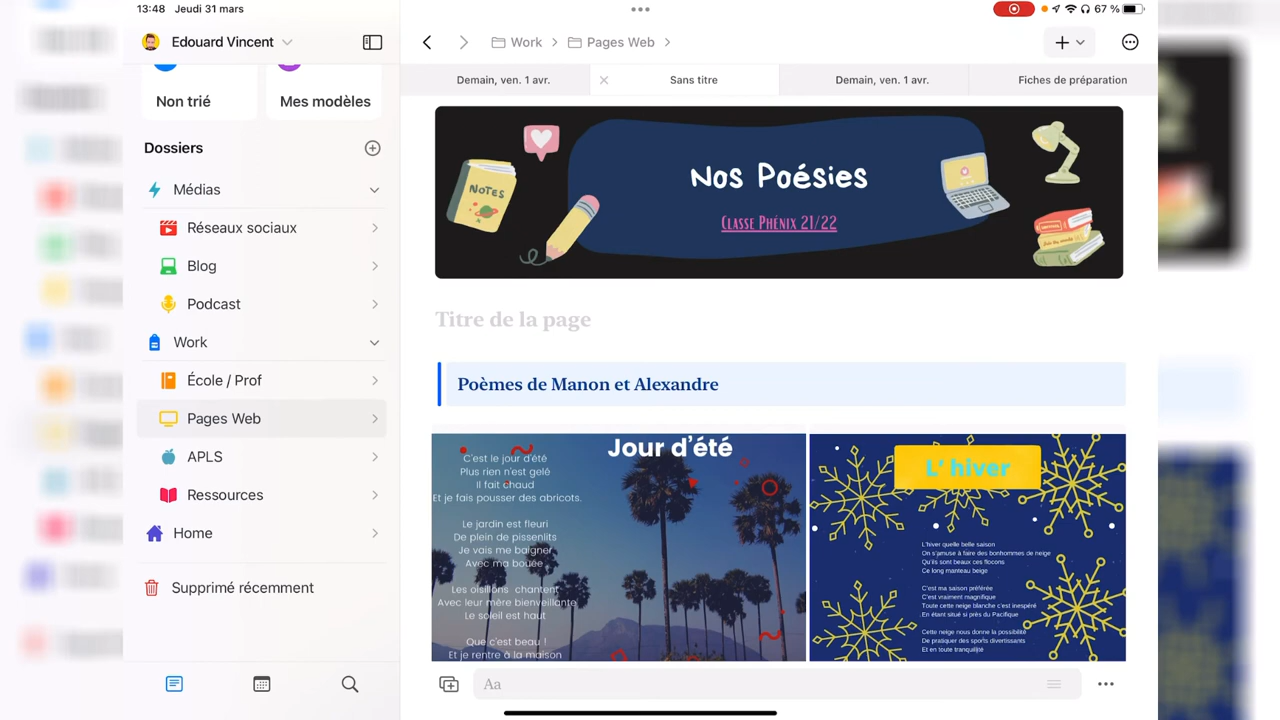 13:48 Jeudi 31 mars
67 %
Edouard Vincent
Non trié
Mes modèles
Dossiers
Médias
Réseaux sociaux
Blog
Podcast
Work
École / Prof
Pages Web
APLS
Ressources
Home
Supprimé récemment
Work
Pages Web
Demain, ven. 1 avr.
Sans titre
Demain, ven. 1 avr.
Fiches de préparation
NOTES
Nos Poésies
Classe Phénix 21/22
Titre de la page
Poèmes de Manon et Alexandre
Jour d'été
C'est le jour d'été
Plus rien n'est gelé
Il fait chaud
Et je fais pousser des abricots.
Le jardin est fleuri
De plein de pissenlits
Je vais me baigner
Avec ma bouée
Les oisillons chantent
Avec leur mère bienveillante
Le soleil est haut
Que c'est beau !
Et je rentre à la maison
L' hiver
L'hiver quelle belle saison
On s'amuse à faire des bonhommes de neige
Qu'ils sont beaux ces flocons
Ce long manteau beige
C'est ma saison préférée
C'est vraiment magnifique
Toute cette neige blanche c'est inespéré
En étant situé si près du Pacifique
Cette neige nous donne la possibilité
De pratiquer des sports divertissants
Et en toute tranquilité
Aa